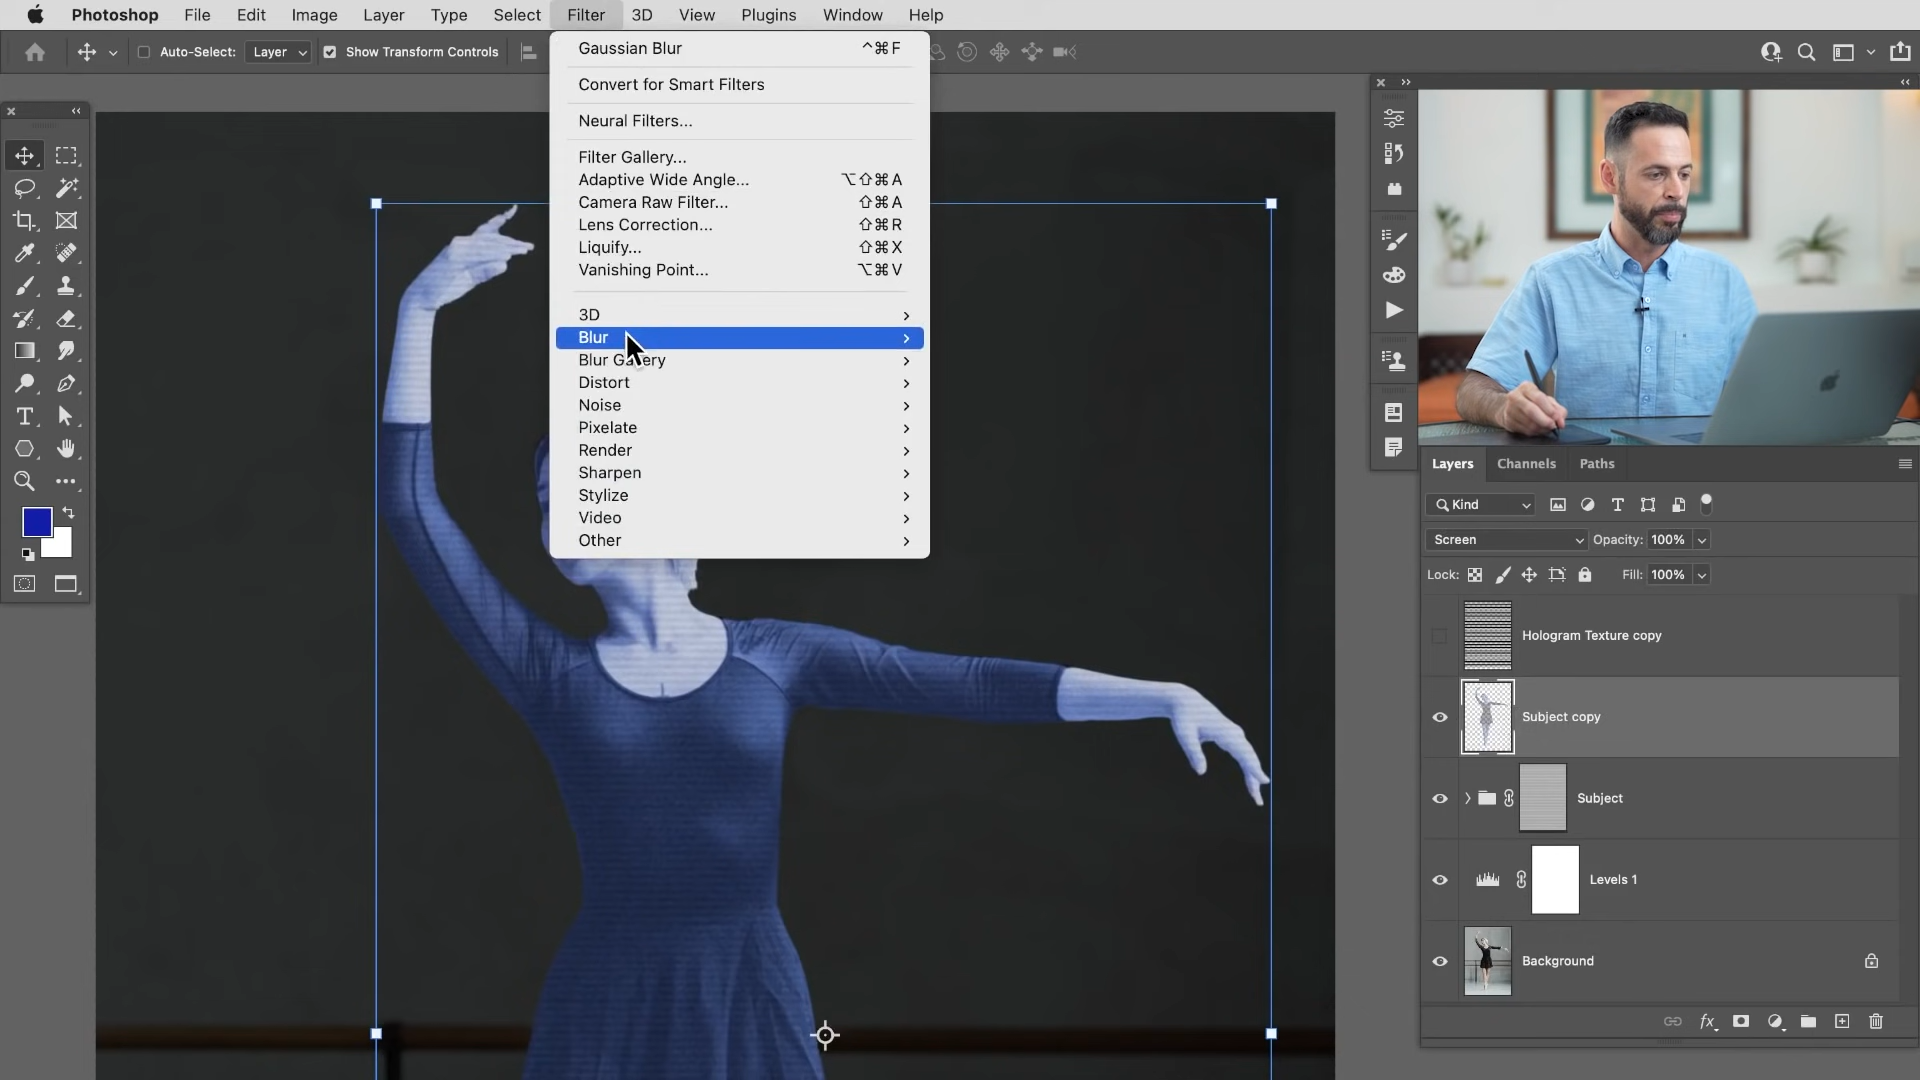 Photoshop File Edit Image Layer Type Select Filter 3D View Plugins Window Help
Auto-Select: Layer Show Transform Controls
Gaussian Blur ^⌘F
Convert for Smart Filters
Neural Filters...
Filter Gallery...
Adaptive Wide Angle... ⌥⇧⌘A
Camera Raw Filter... ⇧⌘A
Lens Correction... ⇧⌘R
Liquify... ⇧⌘X
Vanishing Point... ⌥⌘V
3D
Blur
Blur Gallery
Distort
Noise
Pixelate
Render
Sharpen
Stylize
Video
Other
Layers Channels Paths
Kind
Screen Opacity: 100%
Lock: Fill: 100%
Hologram Texture copy
Subject copy
Subject
Levels 1
Background
fx